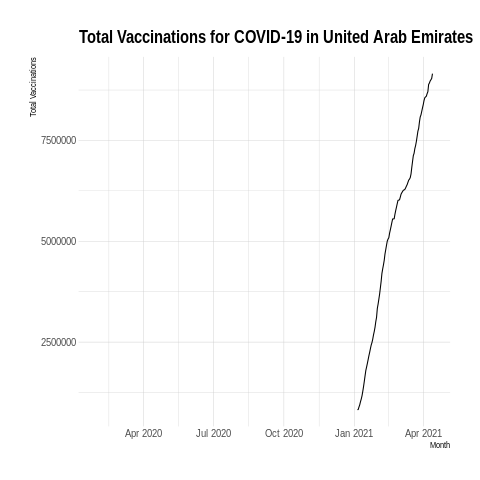 Total Vaccinations for COVID-19 in United Arab Emirates
Total Vaccinations
7500000
5000000
2500000
Apr 2020 Jul 2020 Oct 2020 Jan 2021 Apr 2021
Month